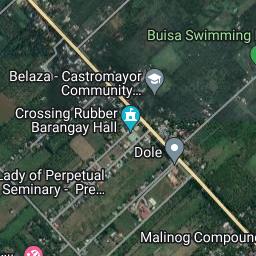 Buisa Swimming
Belaza - Castromayor
Community...
Crossing Rubber
Barangay Hall
Dole
Lady of Perpetual
Seminary - Pre...
Malinog Compound